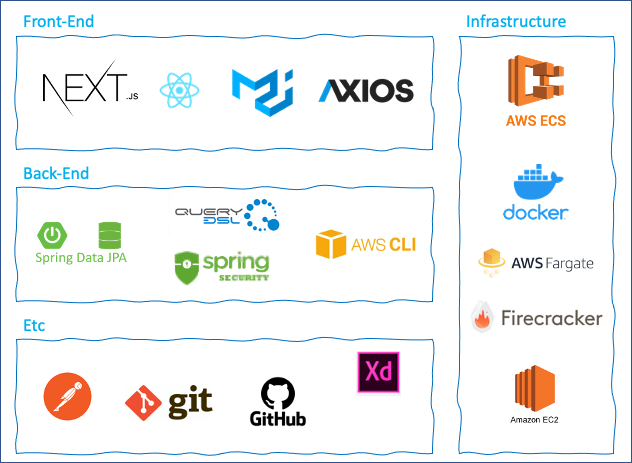 Front-End
NEXT.JS
AXIOS
Back-End
Spring Data JPA
QUERY
DSL
spring
SECURITY
AWS CLI
Etc
git
GitHub
Xd
Infrastructure
AWS ECS
docker
AWS Fargate
Firecracker
Amazon EC2